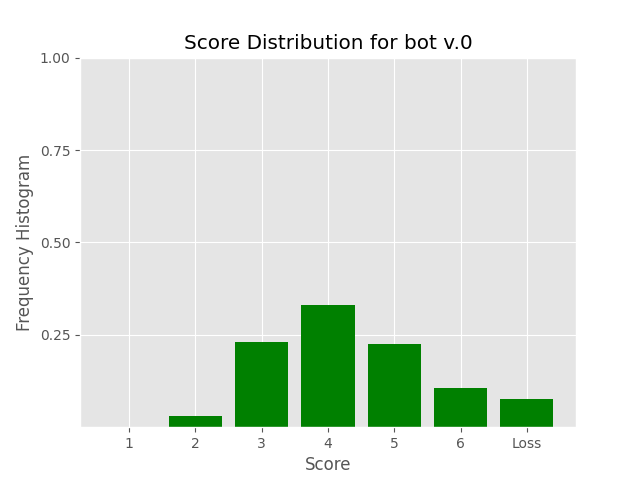 Score Distribution for bot v.0
1.00
0.75
0.50
0.25
Frequency Histogram
1 2 3 4 5 6 Loss
Score